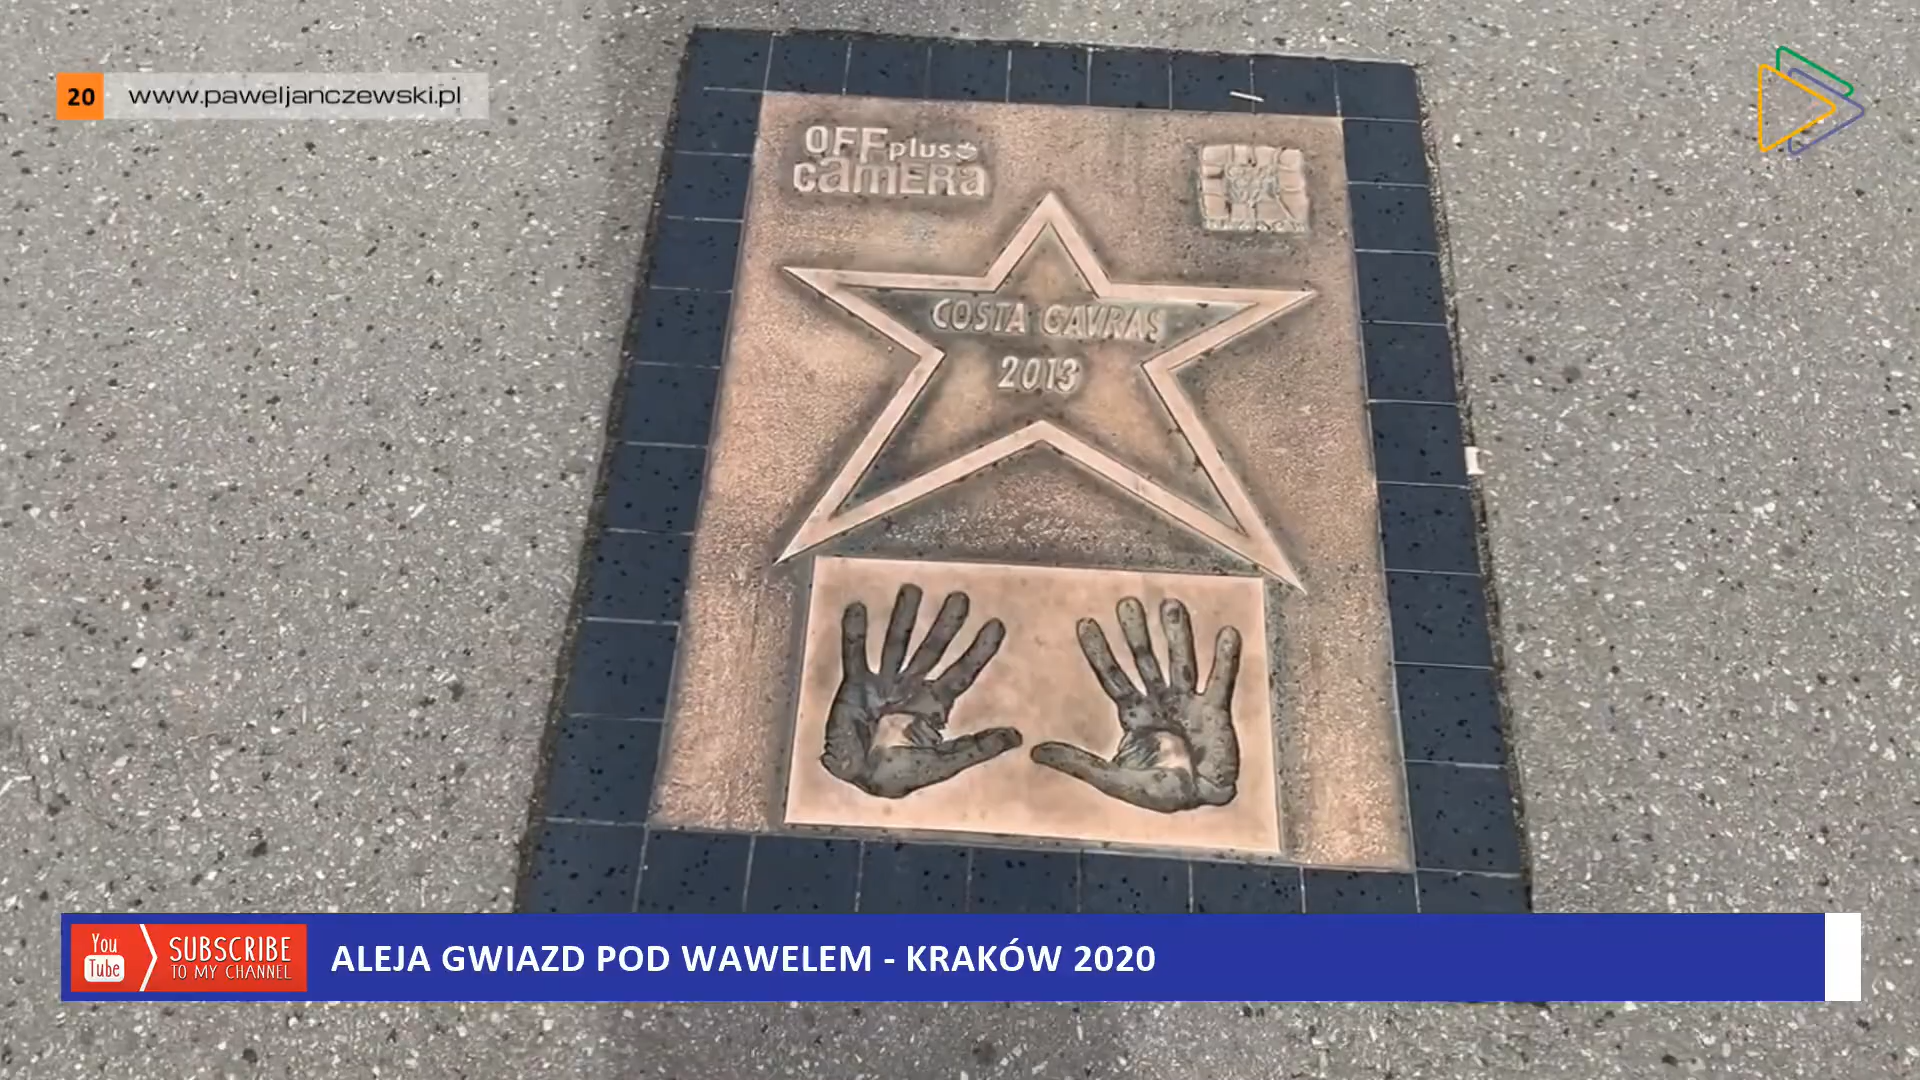 20 www.paweljanczewski.pl
OFF plus
camera
COSTA GAVRAS
2013
You
Tube
SUBSCRIBE
TO MY CHANNEL
ALEJA GWIAZD POD WAWELEM - KRAKÓW 2020